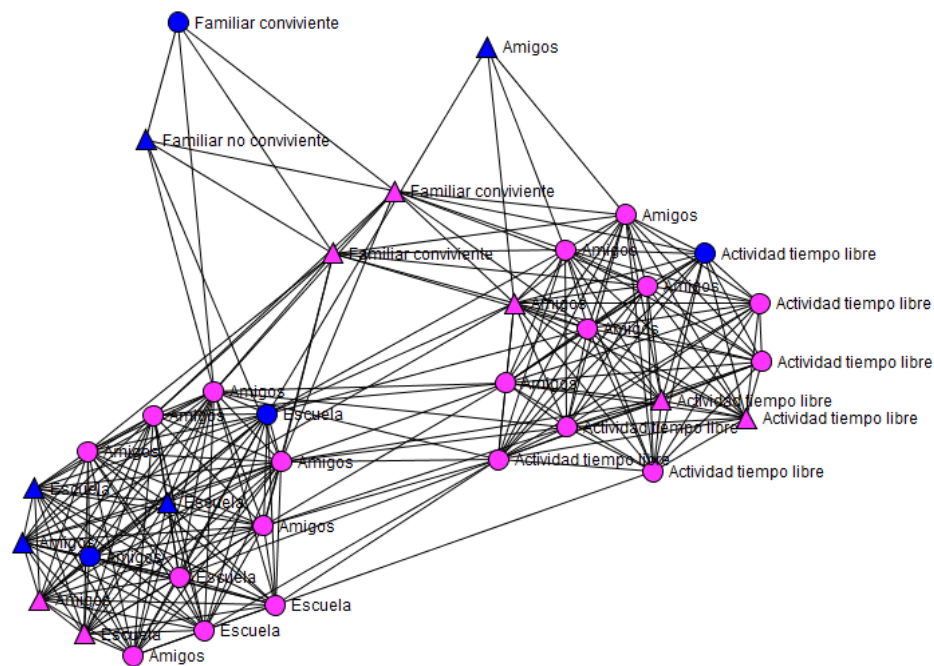 Familiar conviviente
Amigos
Familiar no conviviente
Familiar conviviente
Amigos
Amigos
Familiar conviviente
Actividad tiempo libre
Amigos
Amigos
Actividad tiempo libre
Amigos
Actividad tiempo libre
Amigos
Amigos
Actividad tiempo libre
Amigos
Escuela
Actividad tiempo libre
Actividad tiempo libre
Amigos
Amigos
Actividad tiempo libre
Actividad tiempo libre
Escuela
Escuela
Amigos
Amigos
Amigos
Escuela
Amigos
Escuela
Escuela
Escuela
Amigos